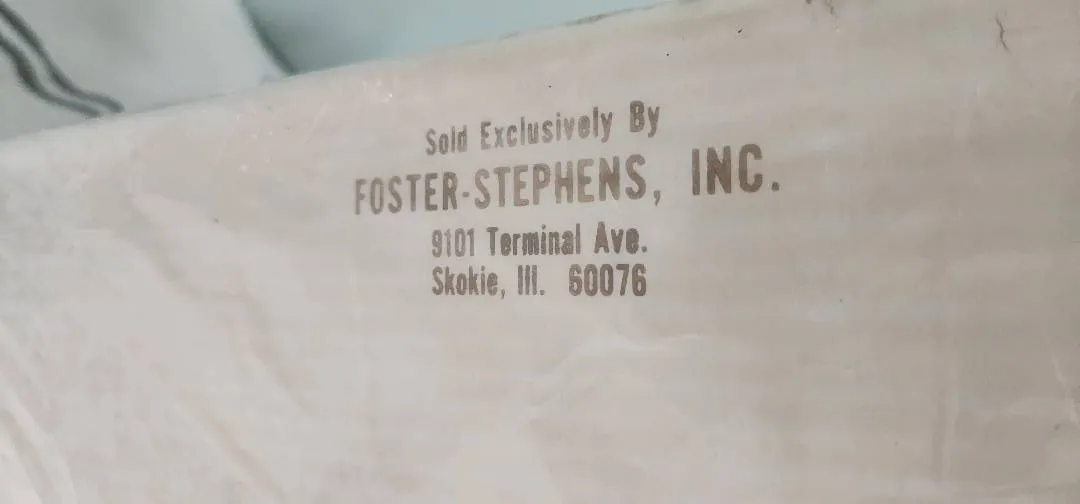 Sold Exclusively By
FOSTER-STEPHENS, INC.
9101 Terminal Ave.
Skokie, Ill. 60076